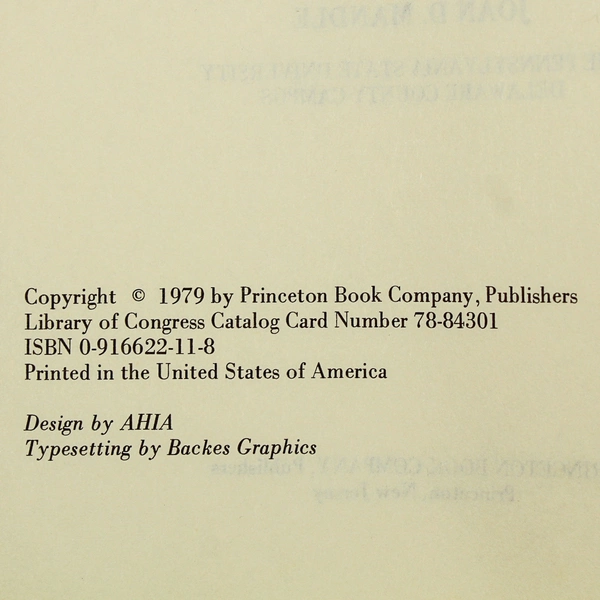 Copyright © 1979 by Princeton Book Company, Publishers
Library of Congress Catalog Card Number 78-84301
ISBN 0-916622-11-8
Printed in the United States of America
Design by AHIA
Typesetting by Backes Graphics